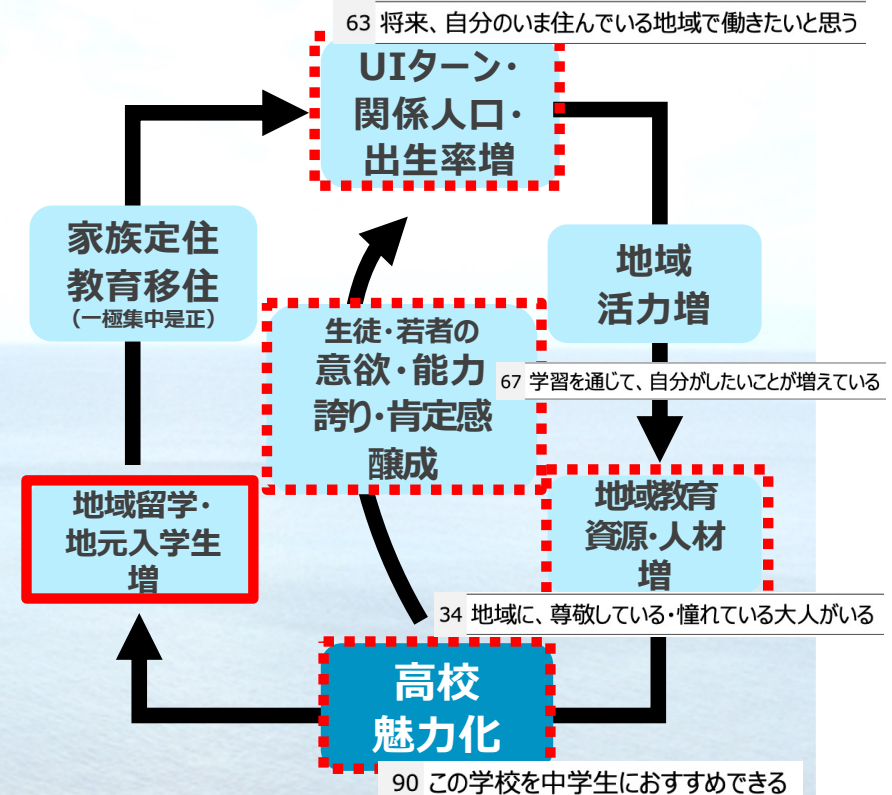 63 将来、自分のいま住んでいる地域で働きたいと思う
UIターン・
関係人口・
出生率増
家族定住
教育移住
（一極集中是正）
地域
活力増
生徒・若者の
意欲・能力
誇り・肯定感
醸成
67 学習を通じて、自分がしたいことが増えている
地域留学・
地元入学生
増
地域教育
資源・人材
増
34 地域に、尊敬している・憧れている大人がいる
高校
魅力化
90 この学校を中学生におすすめできる